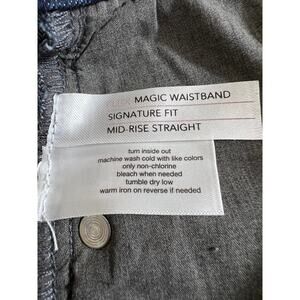 MAGIC WAISTBAND
SIGNATURE FIT
MID-RISE STRAIGHT
turn inside out
machine wash cold with like colors
only non-chlorine
bleach when needed
tumble dry low
warm iron on reverse if needed